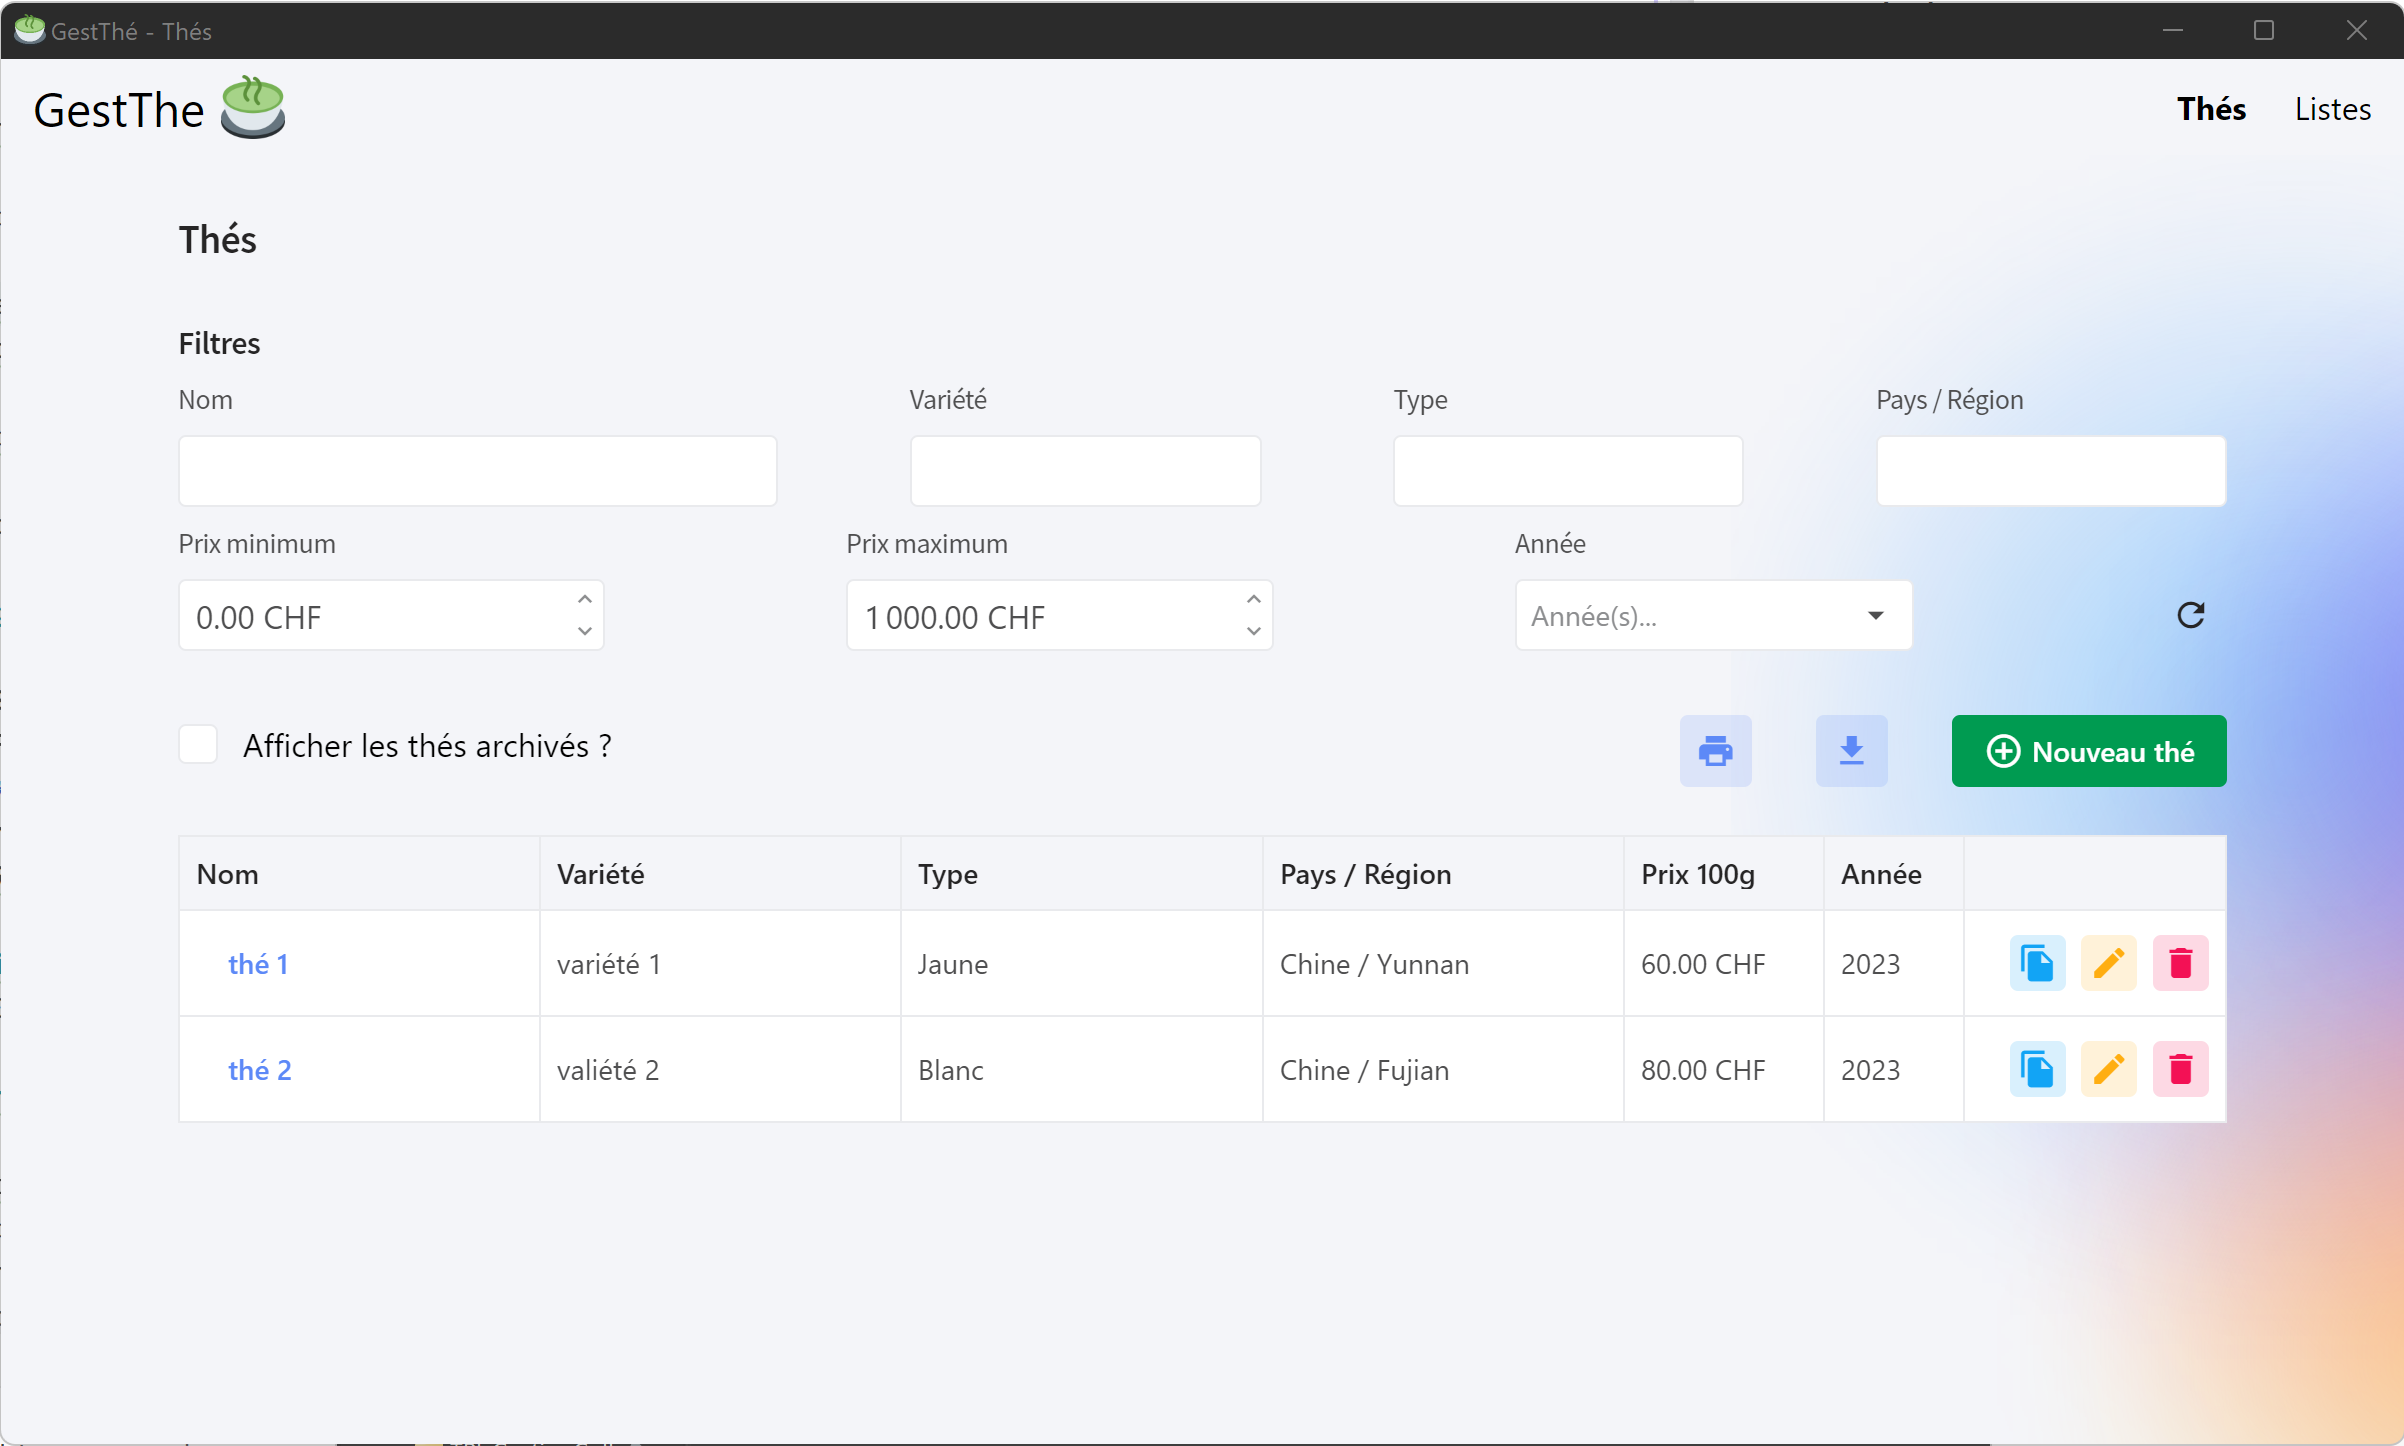 GestThé - Thés
GestThe
Thés Listes
Thés
Filtres
Nom Variété Type Pays / Région
Prix minimum Prix maximum Année
0.00 CHF 1 000.00 CHF Année(s)...
Afficher les thés archivés ? Nouveau thé
Nom Variété Type Pays / Région Prix 100g Année
thé 1 variété 1 Jaune Chine / Yunnan 60.00 CHF 2023
thé 2 valiété 2 Blanc Chine / Fujian 80.00 CHF 2023